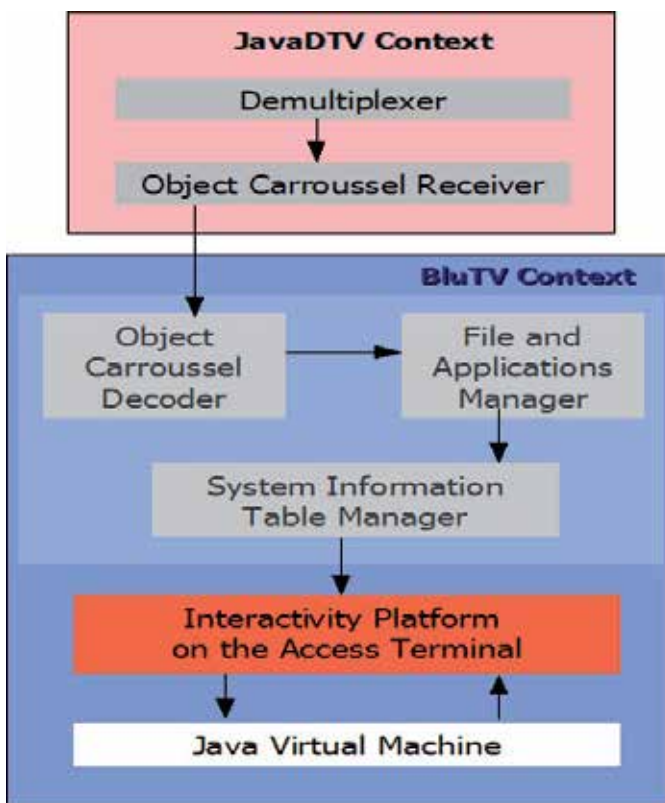 JavaDTV Context
Demultiplexer
Object Carroussel Receiver
BluTV Context
Object
Carroussel
Decoder
File and
Applications
Manager
System Information
Table Manager
Interactivity Platform
on the Access Terminal
Java Virtual Machine